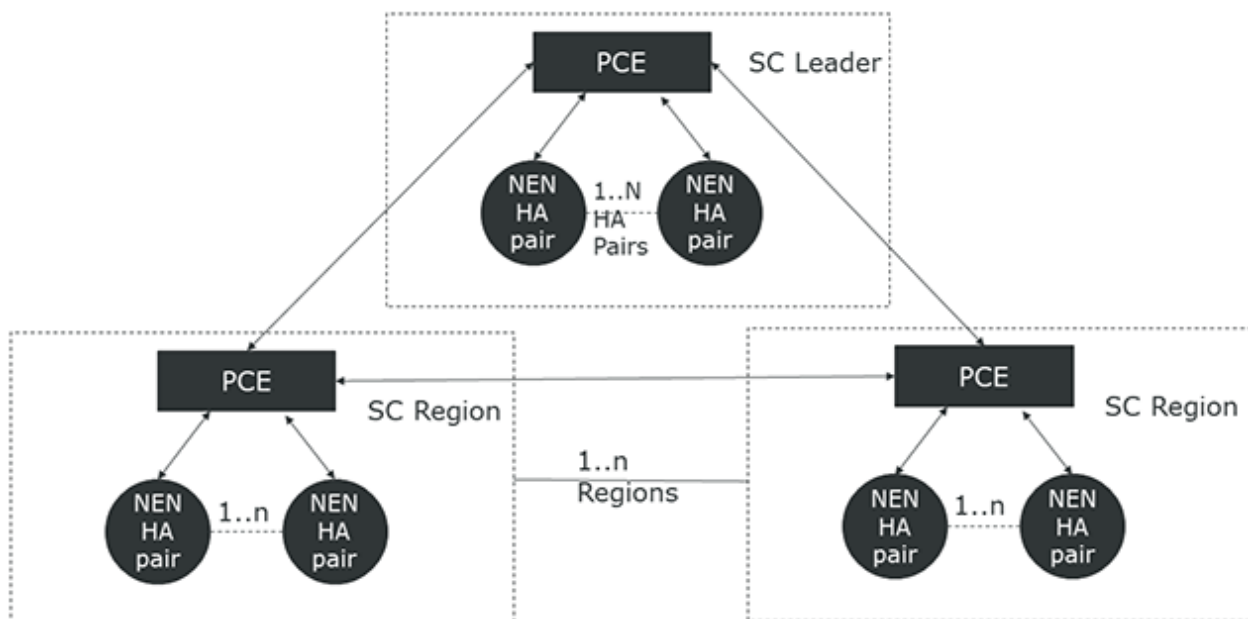 PCE
SC Leader
NEN
HA
pair
1..N
HA
Pairs
NEN
HA
pair
PCE
SC Region
NEN
HA
pair
1..n
NEN
HA
pair
1..n
Regions
PCE
SC Region
NEN
HA
pair
1..n
NEN
HA
pair